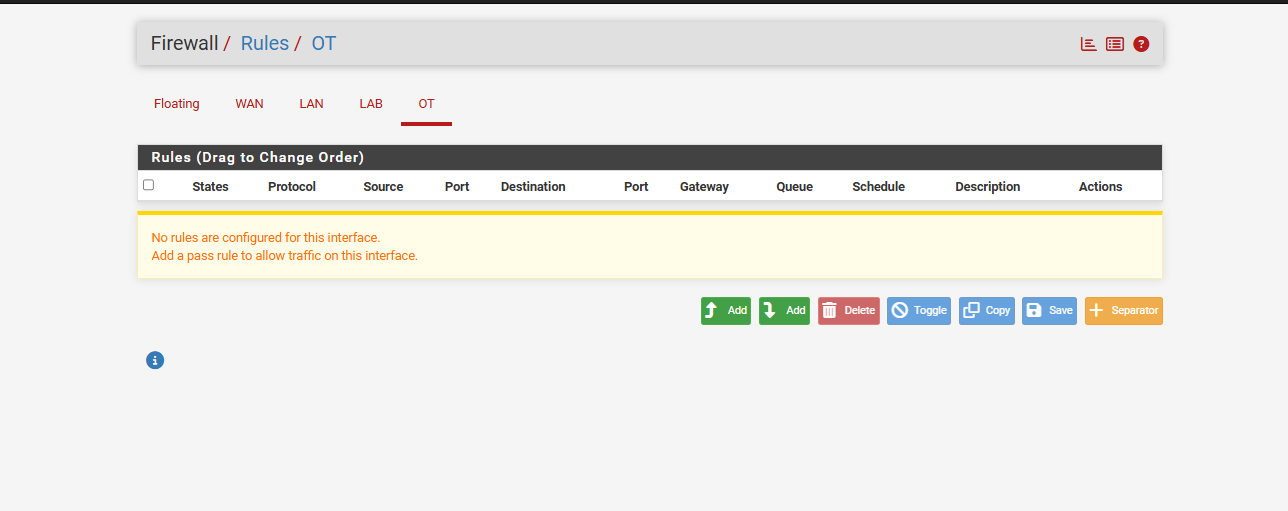 Firewall / Rules / OT
Floating WAN LAN LAB OT
Rules (Drag to Change Order)
States Protocol Source Port Destination Port Gateway Queue Schedule Description Actions
No rules are configured for this interface.
Add a pass rule to allow traffic on this interface.
Add Add Delete Toggle Copy Save Separator